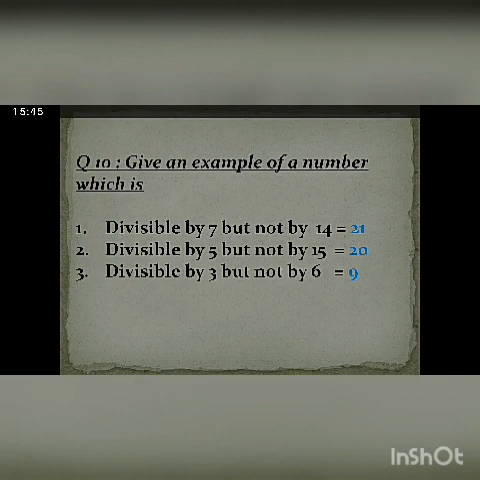 15:45
Q 10 : Give an example of a number
which is
1. Divisible by 7 but not by 14 = 21
2. Divisible by 5 but not by 15 = 20
3. Divisible by 3 but not by 6 = 9
InShOt